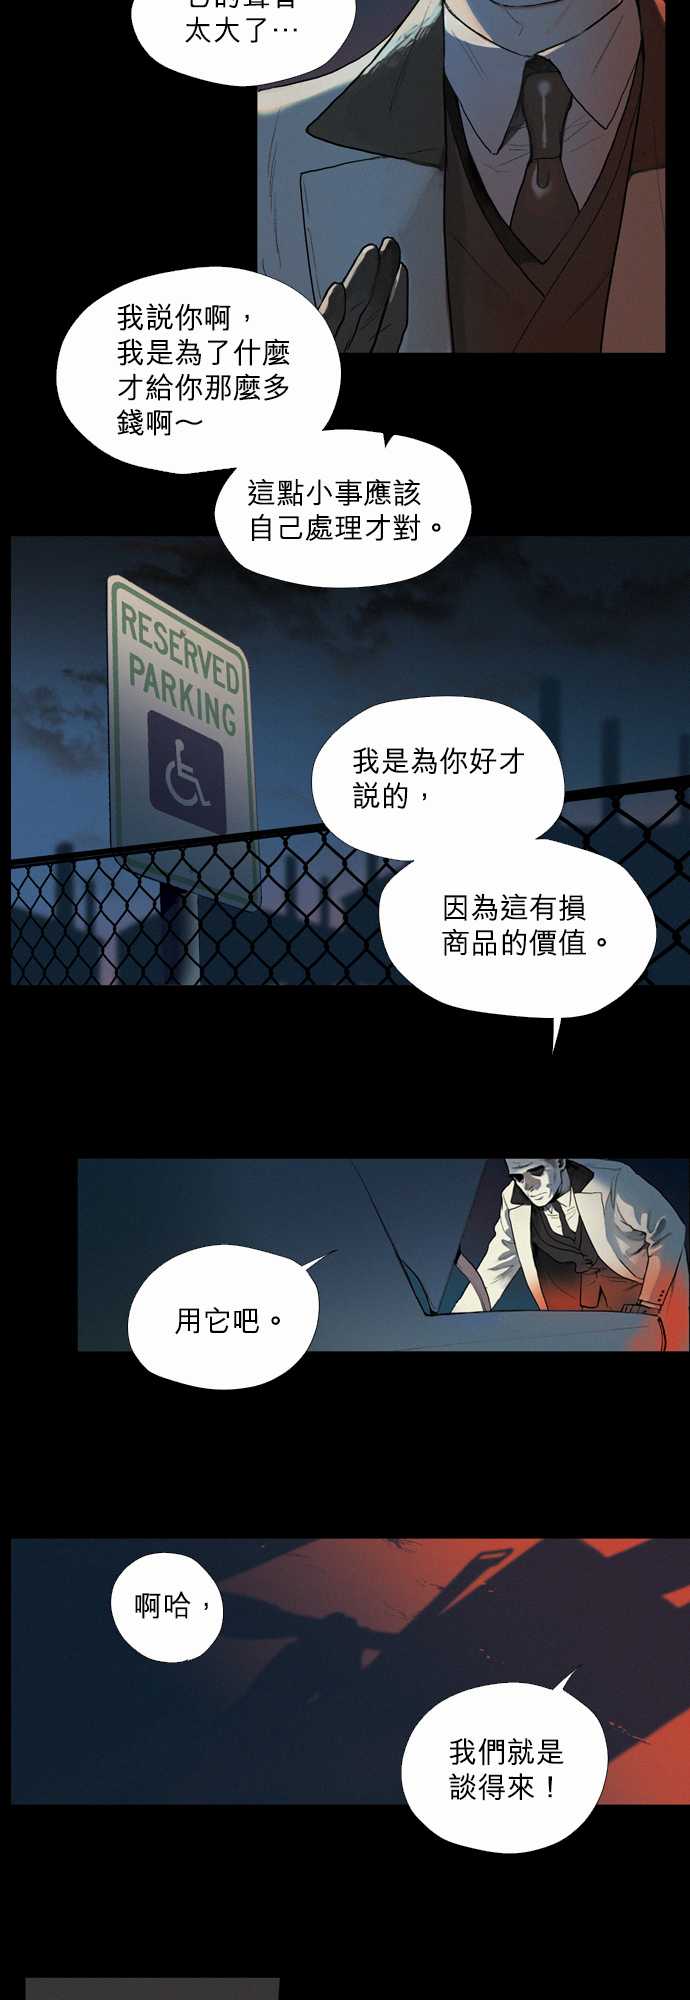 太大了⋯
我説你啊，
我是為了什麼
才給你那麼多
錢啊～
這點小事應該
自己處理才對。
RESERVED
PARKING
我是為你好才
説的，
因為這有損
商品的價值。
用它吧。
啊哈，
我們就是
談得來！